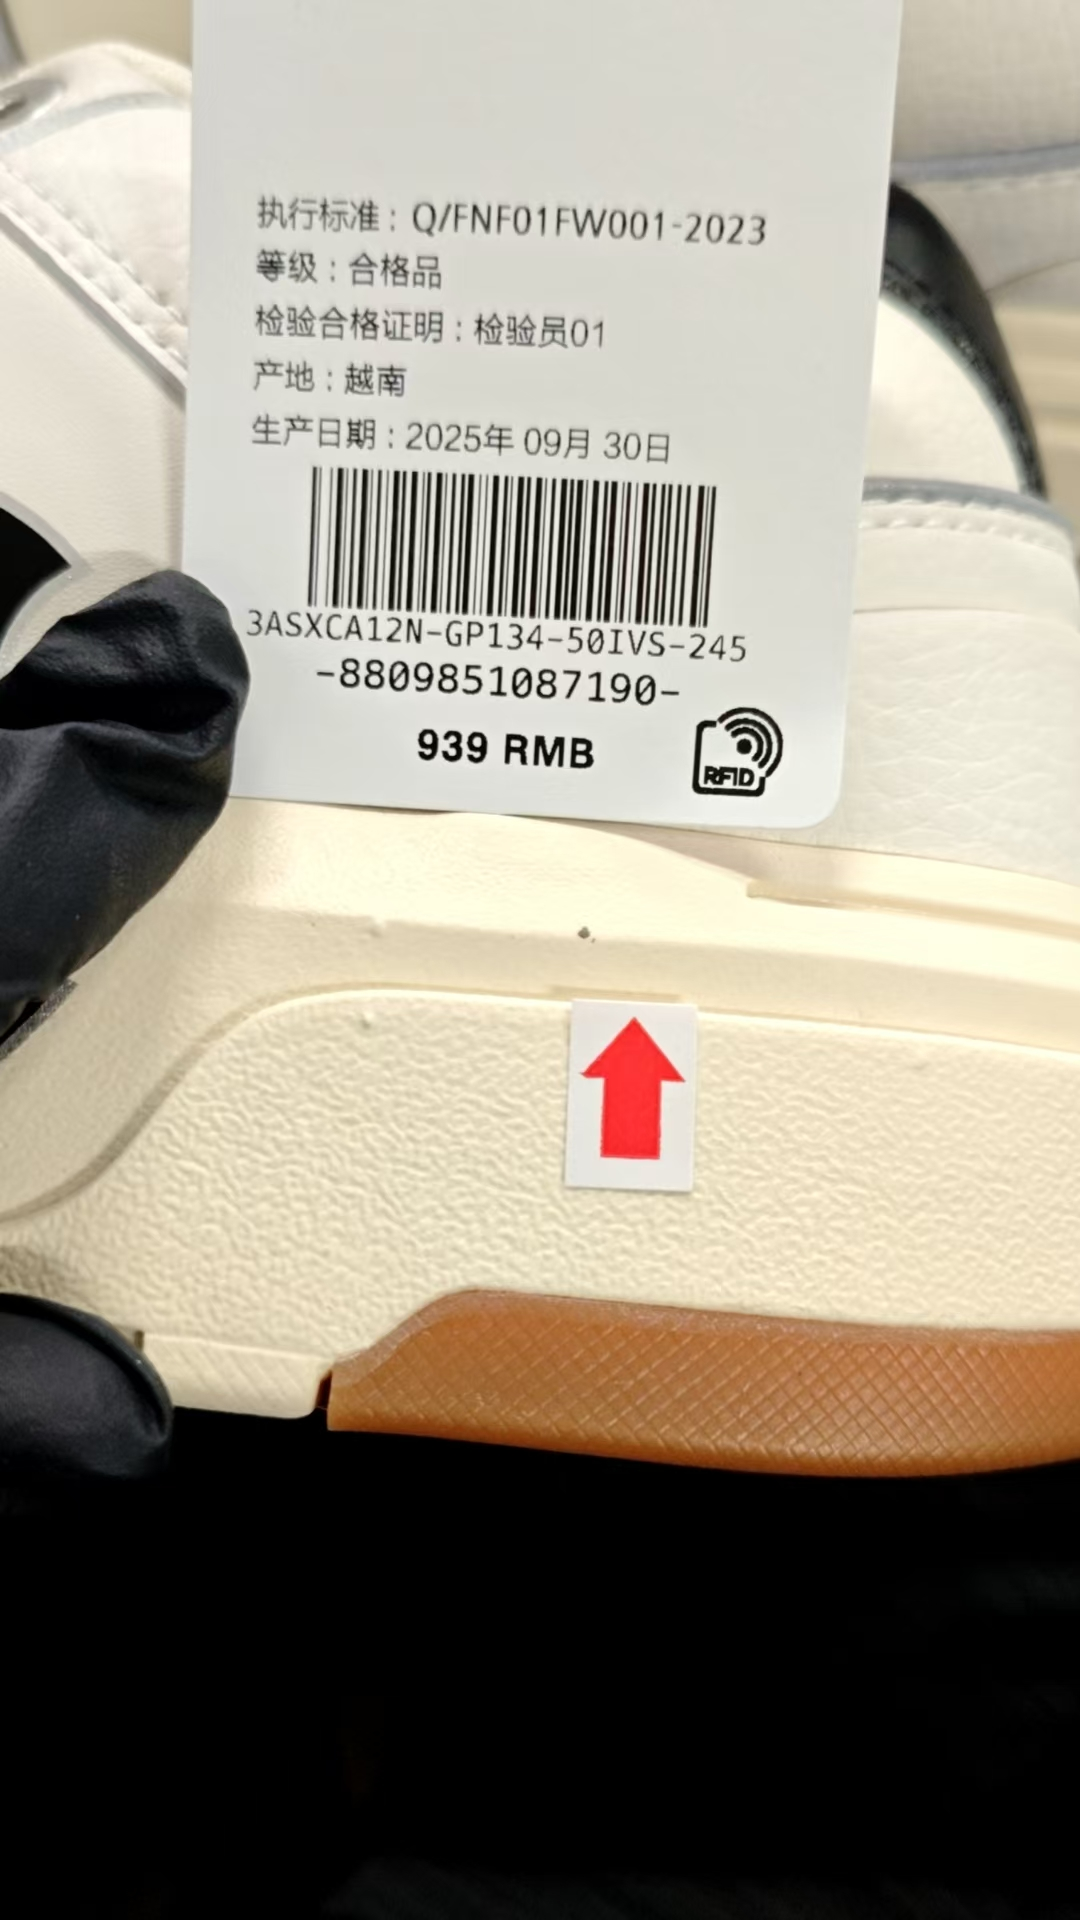 执行标准：Q/FNF01FW001-2023
等级：合格品
检验合格证明：检验员01
产地：越南
生产日期：2025年 09月 30日
3ASXCA12N-GP134-50IVS-245
-8809851087190-
939 RMB
RFID